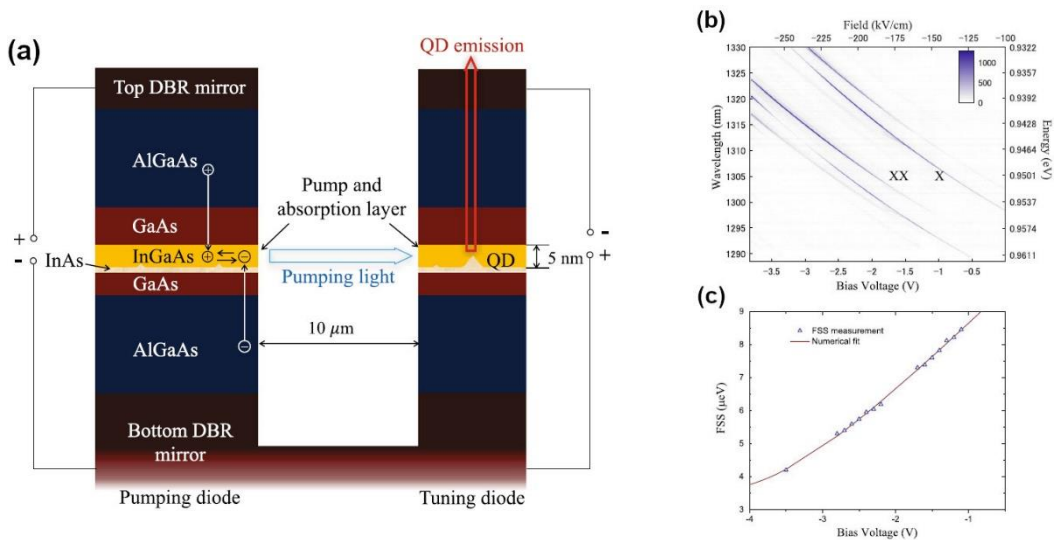 (a)
QD emission
Top DBR mirror
AlGaAs
Pump and
absorption layer
GaAs
+
-
InGaAs
InAs
GaAs
Pumping light
QD
5 nm
-
+
10 μm
AlGaAs
Bottom DBR
mirror
Pumping diode
Tuning diode
(b)
Field (kV/cm)
-250 -200 -150 -100
Wavelength (nm)
1330
1325
1320
1315
1310
1305
1300
1295
1290
1000
500
0
XX
X
0.9322
0.9357
0.9392
0.9428
0.9464
0.9501
0.9537
0.9574
0.9611
Energy (eV)
-3.5 -3 -2.5 -2 -1.5 -1 -0.5
Bias Voltage (V)
(c)
FSS (μeV)
9
8
7
6
5
4
3
FSS measurement
Numerical fit
-4 -3 -2 -1
Bias Voltage (V)